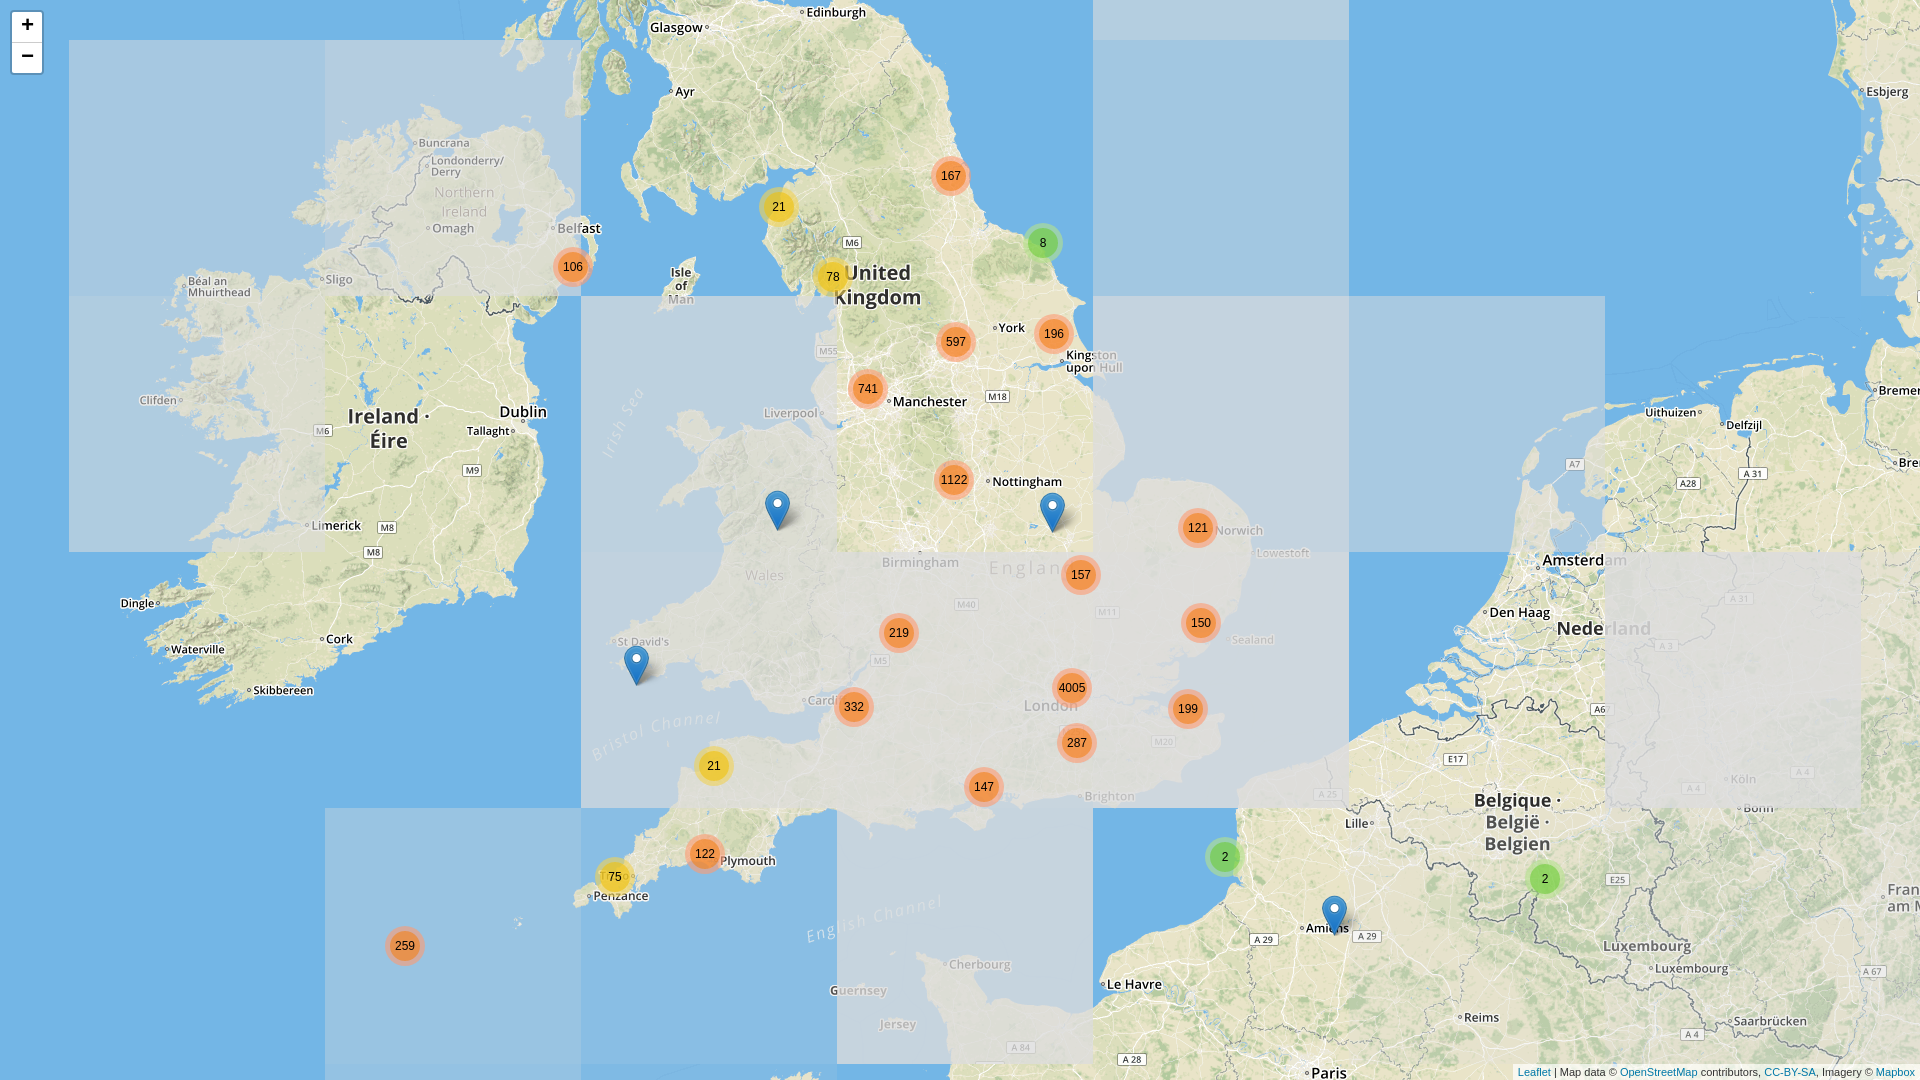 +
−
Edinburgh
Glasgow
Ayr
Esbjerg
Buncrana
Londonderry/
Derry
Northern
Ireland
Omagh
Belfast
167
21
8
M6
106
78
United
Kingdom
Isle
of
Man
Sligo
Béal an
Mhuirthead
York
196
597
M55
Kingston
upon Hull
741
Manchester
M18
Liverpool
Clifden
Irish Sea
Ireland ·
Éire
M6
Dublin
Tallaght
M9
Uithuizen
Delfzijl
A7
A 31
A28
1122
Nottingham
Limerick
M8
M8
121
Norwich
Lowestoft
Birmingham
Wales
157
Amsterdam
Den Haag
Nederland
A 31
A 3
M40
M11
150
Sealand
219
M5
St David's
Dingle
Waterville
Cork
Skibbereen
4005
London
199
332
287
M20
Bristol Channel
21
147
Brighton
A 25
E17
Köln
A 4
A 4
Bonn
Belgique ·
België ·
Belgien
Lille
2
2
E25
122
Plymouth
75
Penzance
259
English Channel
Amiens
A 29
A 29
Luxembourg
Luxembourg
A 67
Cherbourg
Guernsey
Jersey
Le Havre
Reims
Saarbrücken
A 4
A 84
A 28
Paris
Leaflet | Map data © OpenStreetMap contributors, CC-BY-SA, Imagery © Mapbox